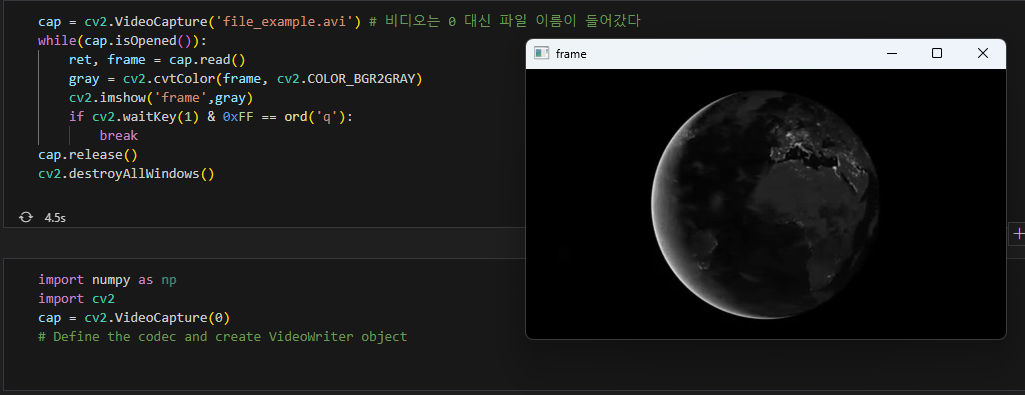 cap = cv2.VideoCapture('file_example.avi') # 비디오는 0 대신 파일 이름이 들어갔다
while(cap.isOpened()):
    ret, frame = cap.read()
    gray = cv2.cvtColor(frame, cv2.COLOR_BGR2GRAY)
    cv2.imshow('frame',gray)
    if cv2.waitKey(1) & 0xFF == ord('q'):
        break
cap.release()
cv2.destroyAllWindows()
4.5s
frame
import numpy as np
import cv2
cap = cv2.VideoCapture(0)
# Define the codec and create VideoWriter object